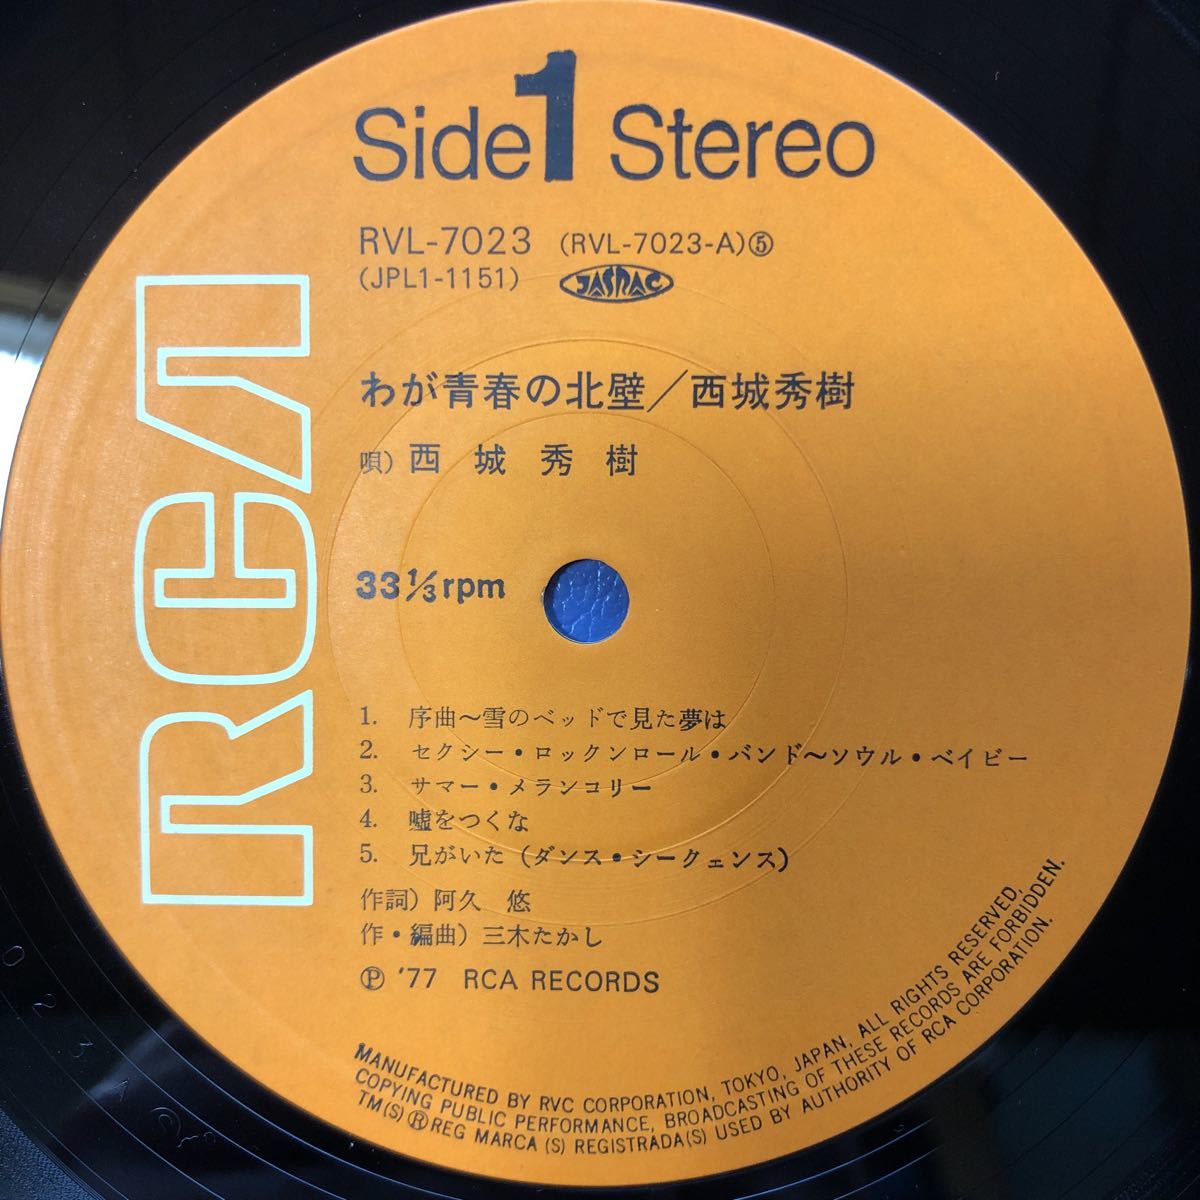 Side 1 Stereo
RVL-7023 (RVL-7023-A)⑤
(JPL1-1151) JASRAC
RCA
わが青春の北壁／西城秀樹
唄）西城秀樹
33 1/3 rpm
1. 序曲〜雪のベッドで見た夢は
2. セクシー・ロックンロール・バンド〜ソウル・ベイビー
3. サマー・メランコリー
4. 嘘をつくな
5. 兄がいた（ダンス・シークェンス）
作詞）阿久 悠
作・編曲）三木たかし
Ⓟ '77 RCA RECORDS
MANUFACTURED BY RVC CORPORATION, TOKYO, JAPAN, ALL RIGHTS RESERVED,
COPYING PUBLIC PERFORMANCE, BROADCASTING OF THESE RECORDS ARE FORBIDDEN.
TM(S) ® REG MARCA (S) REGISTRADA(S) USED BY AUTHORITY OF RCA CORPORATION.
0 2 3 A